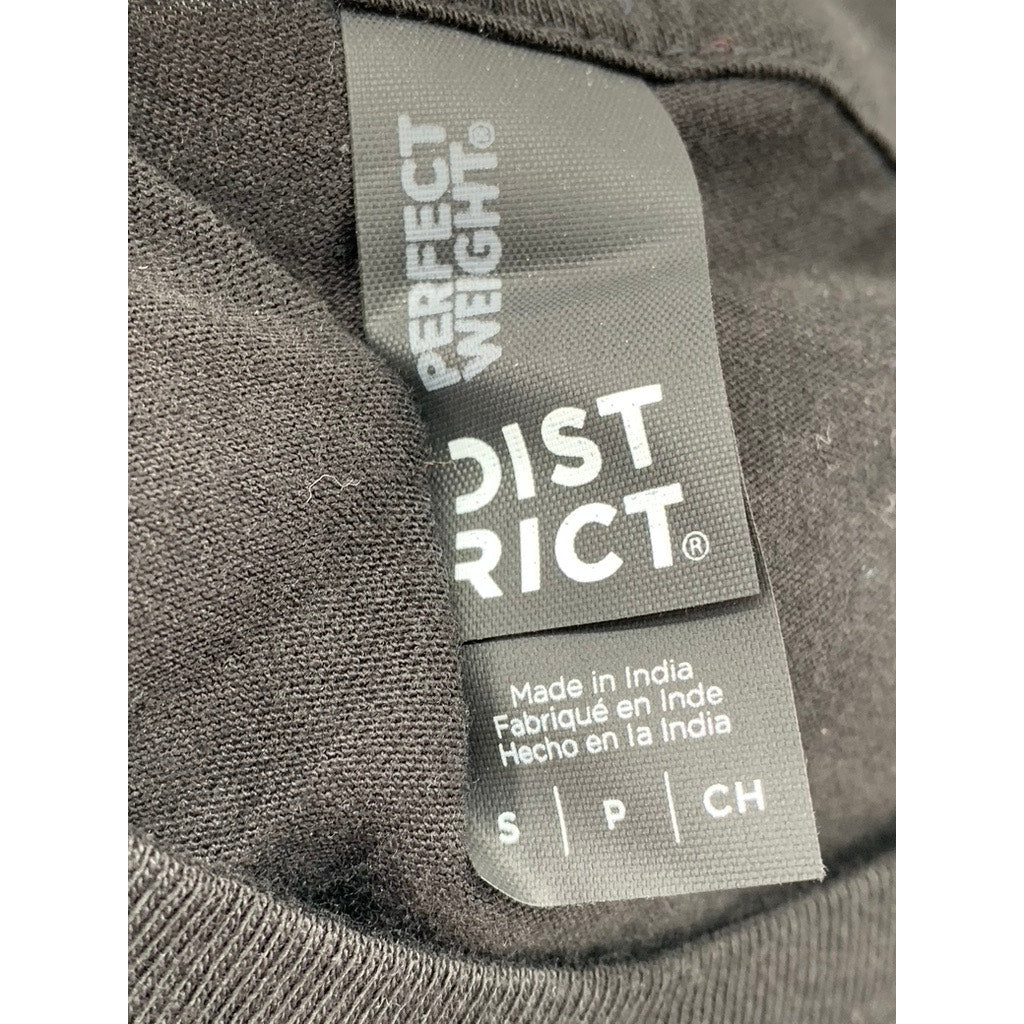 PERFECT
WEIGHT®
DIST
RICT®
Made in India
Fabriqué en Inde
Hecho en la India
S | P | CH